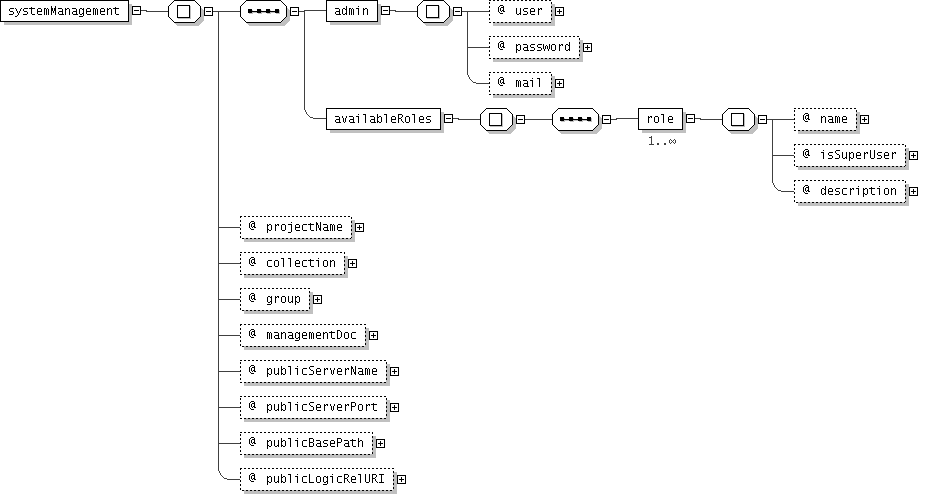 systemManagement
admin
@ user
@ password
@ mail
availableRoles
role
1..∞
@ name
@ isSuperUser
@ description
@ projectName
@ collection
@ group
@ managementDoc
@ publicServerName
@ publicServerPort
@ publicBasePath
@ publicLogicRelURI